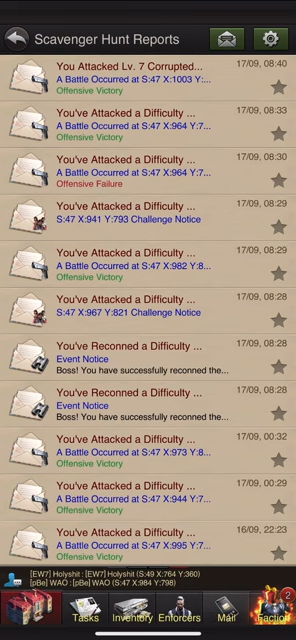 Scavenger Hunt Reports
You Attacked Lv. 7 Corrupted...
17/09, 08:40
A Battle Occurred at S:47 X:1003 Y:...
Offensive Victory
You've Attacked a Difficulty ...
17/09, 08:33
A Battle Occurred at S:47 X:964 Y:7...
Offensive Victory
You've Attacked a Difficulty ...
17/09, 08:30
A Battle Occurred at S:47 X:964 Y:7...
Offensive Failure
You've Attacked a Difficulty ...
17/09, 08:29
S:47 X:941 Y:793 Challenge Notice
You've Attacked a Difficulty ...
17/09, 08:29
A Battle Occurred at S:47 X:982 Y:8...
Offensive Victory
You've Attacked a Difficulty ...
17/09, 08:28
S:47 X:967 Y:821 Challenge Notice
You've Reconned a Difficulty ...
17/09, 08:28
Event Notice
Boss! You have successfully reconned the...
You've Reconned a Difficulty ...
17/09, 08:28
Event Notice
Boss! You have successfully reconned the...
You've Attacked a Difficulty ...
17/09, 00:32
A Battle Occurred at S:47 X:973 Y:8...
Offensive Victory
You've Attacked a Difficulty ...
17/09, 00:29
A Battle Occurred at S:47 X:944 Y:7...
Offensive Victory
You've Attacked a Difficulty ...
16/09, 22:23
A Battle Occurred at S:47 X:995 Y:7...
Offensive Victory
[EW7] Holyshit : [EW7] Holyshit (S:49 X:764 Y:360)
[pBe] WAO :[pBe] WAO (S:47 X:984 Y:798)
2
Tasks
Inventory
Enforcers
Mail
Faction